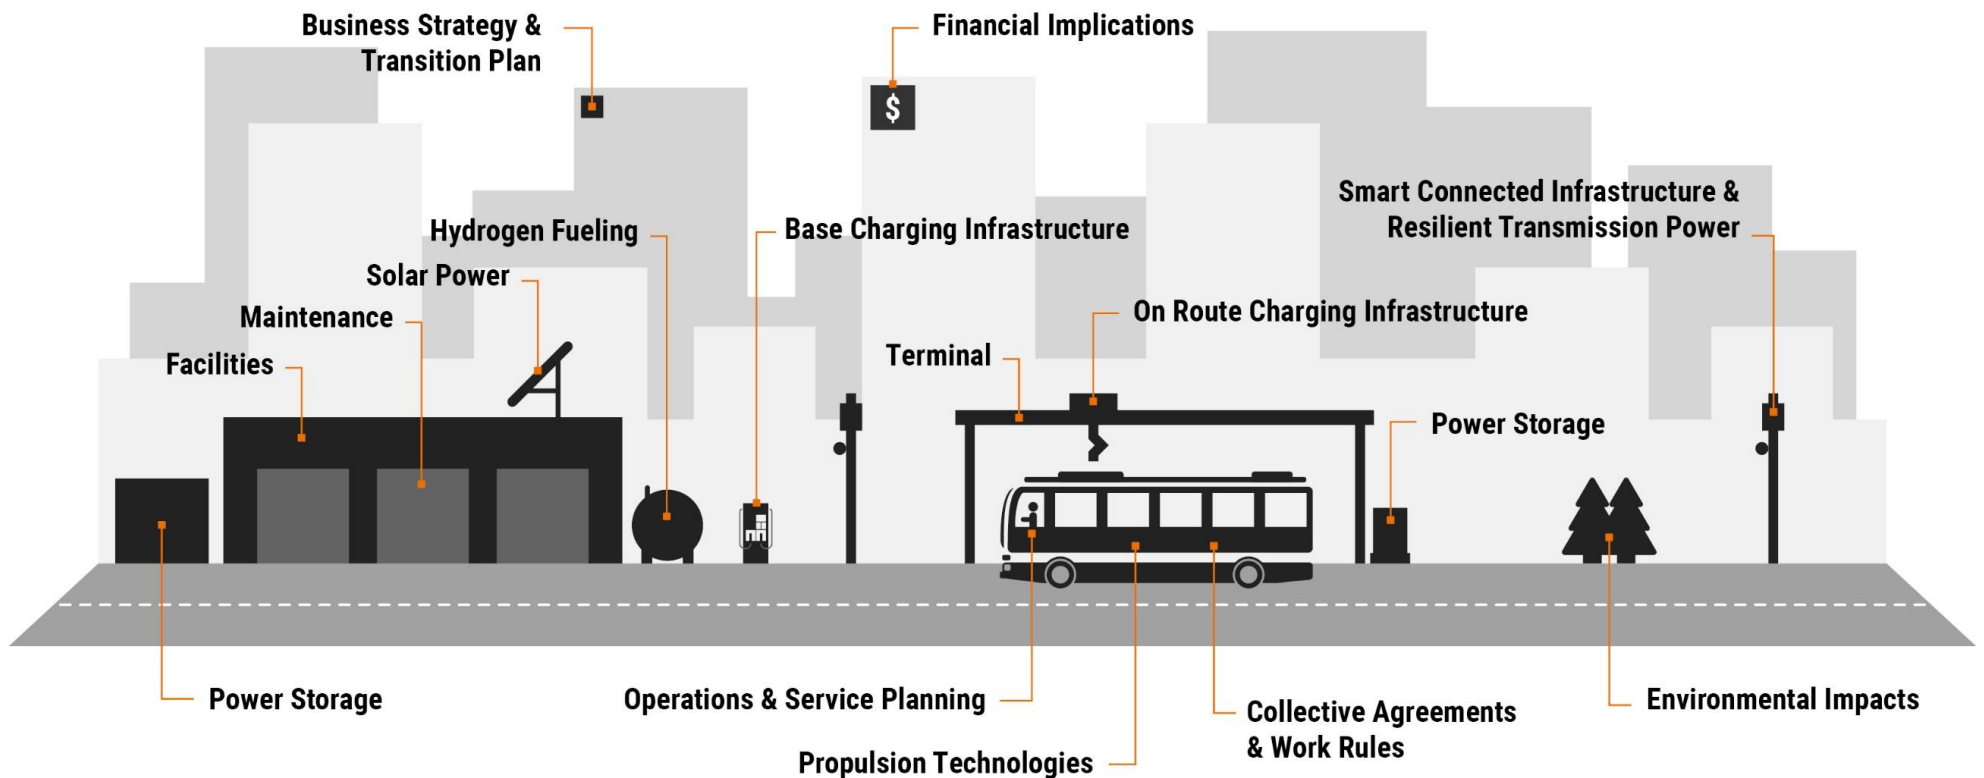 Business Strategy &
Transition Plan
Financial Implications
$
Smart Connected Infrastructure &
Resilient Transmission Power
Hydrogen Fueling
Base Charging Infrastructure
Solar Power
Maintenance
On Route Charging Infrastructure
Facilities
Terminal
Power Storage
Power Storage
Operations & Service Planning
Collective Agreements
& Work Rules
Environmental Impacts
Propulsion Technologies